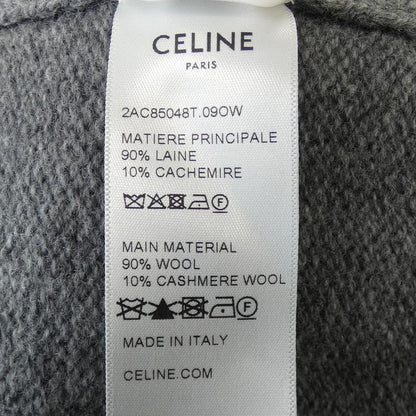 CELINE
PARIS
2AC85048T.09OW
MATIERE PRINCIPALE
90% LAINE
10% CACHEMIRE
F
MAIN MATERIAL
90% WOOL
10% CASHMERE WOOL
F
MADE IN ITALY
CELINE.COM